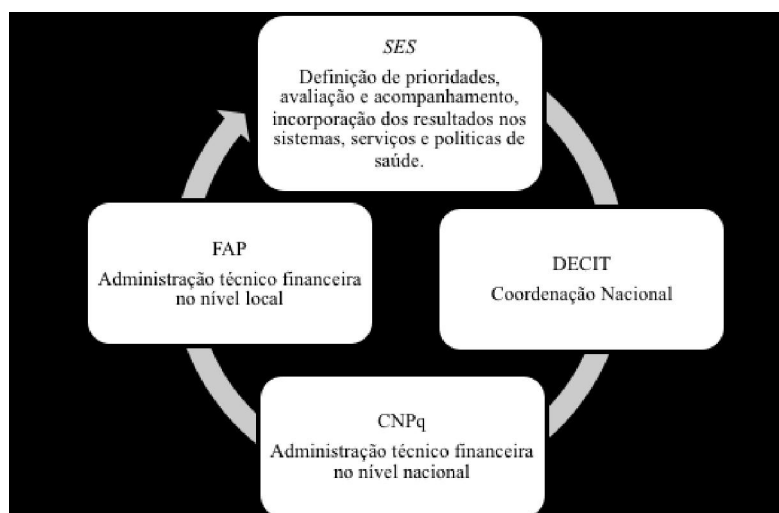 SES
Definição de prioridades,
avaliação e acompanhamento,
incorporação dos resultados nos
sistemas, serviços e politicas de
saúde.
FAP
Administração técnico financeira
no nível local
DECIT
Coordenação Nacional
CNPq
Administração técnico financeira
no nível nacional